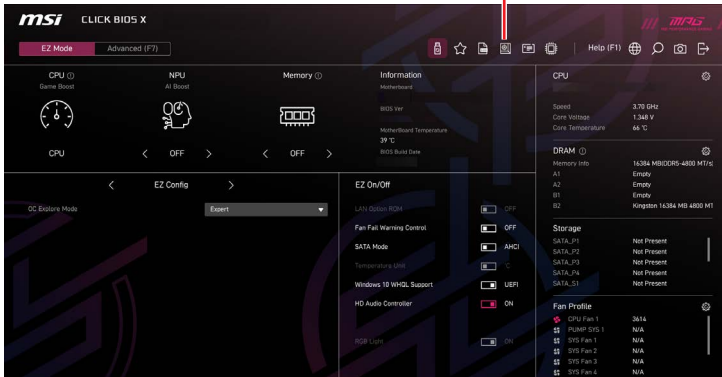 msi CLICK BIOS X
MPG
EZ Mode
Advanced (F7)
Help (F1)
CPU
Game Boost
CPU
NPU
AI Boost
OFF
Memory
OFF
Information
Motherboard
BIOS Ver
MotherBoard Temperature
39 °C
BIOS Build Date
EZ Config
OC Explore Mode
Expert
EZ On/Off
LAN Option ROM OFF
Fan Fail Warning Control OFF
SATA Mode AHCI
Temperature Unit °C
Windows 10 WHQL Support UEFI
HD Audio Controller ON
RGB Light ON
CPU
Speed 3.70 GHz
Core Voltage 1.348 V
Core Temperature 66 °C
DRAM
Memory Info 16384 MB(DDR5-4800 MT/s
A1 Empty
A2 Empty
B1 Empty
B2 Kingston 16384 MB 4800 MT
Storage
SATA_P1 Not Present
SATA_P2 Not Present
SATA_P3 Not Present
SATA_P4 Not Present
SATA_S1 Not Present
Fan Profile
CPU Fan 1 3614
PUMP SYS 1 N/A
SYS Fan 1 N/A
SYS Fan 2 N/A
SYS Fan 3 N/A
SYS Fan 4 N/A